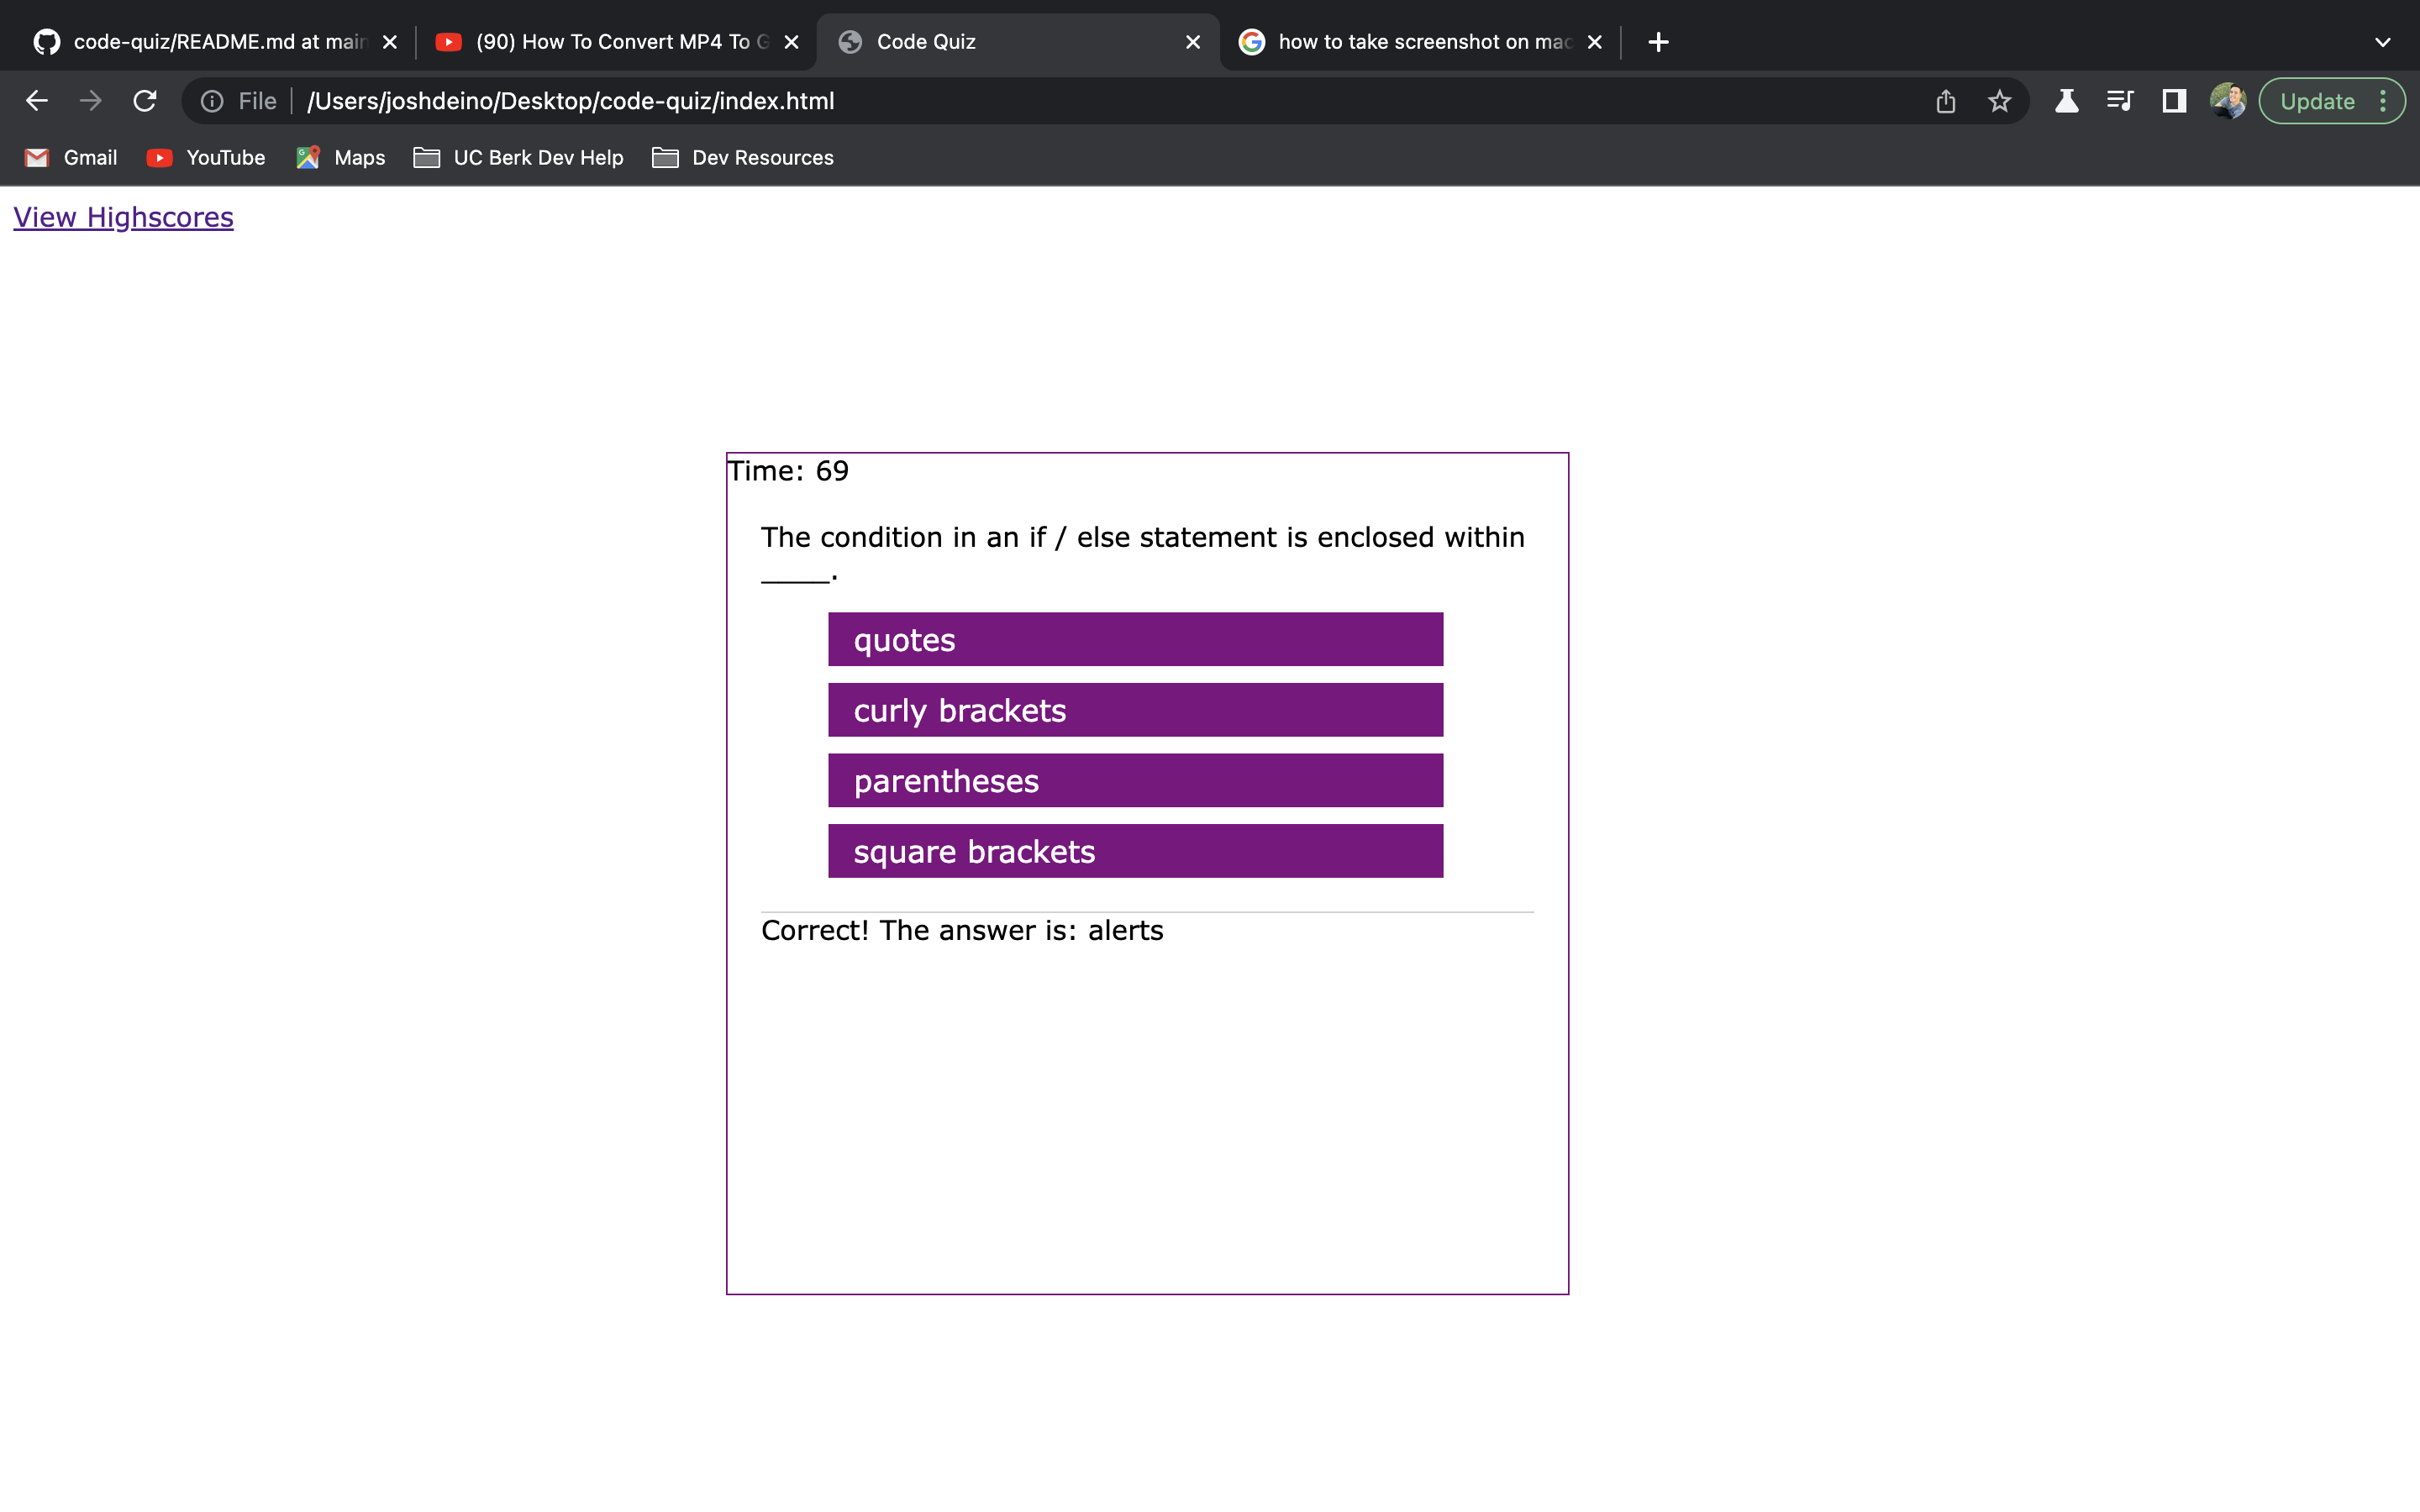 code-quiz/README.md at main
(90) How To Convert MP4 To G
Code Quiz
how to take screenshot on mac
File
/Users/joshdeino/Desktop/code-quiz/index.html
Update
Gmail
YouTube
Maps
UC Berk Dev Help
Dev Resources
View Highscores
Time: 69
The condition in an if / else statement is enclosed within
____.
quotes
curly brackets
parentheses
square brackets
Correct! The answer is: alerts